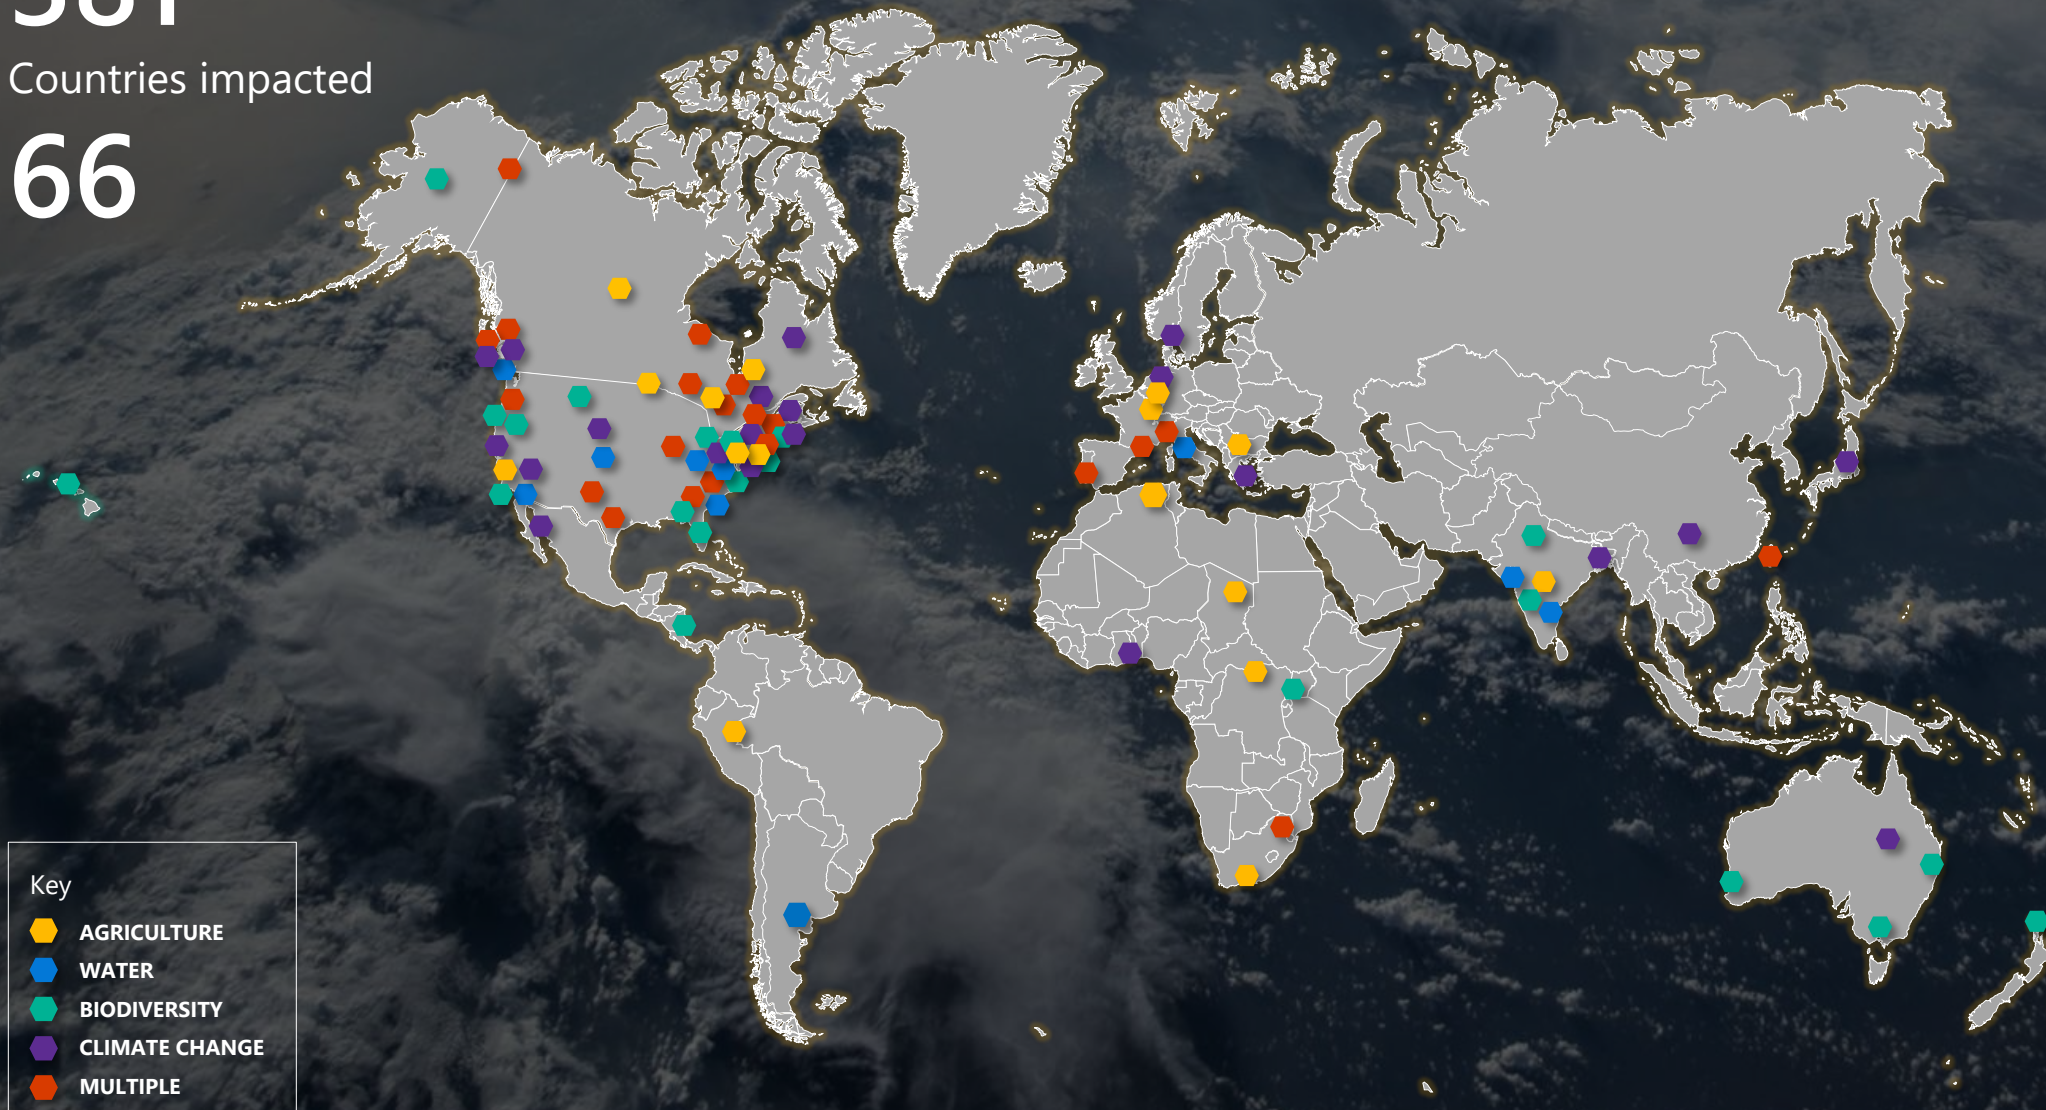 Countries impacted
66
Key
AGRICULTURE
WATER
BIODIVERSITY
CLIMATE CHANGE
MULTIPLE